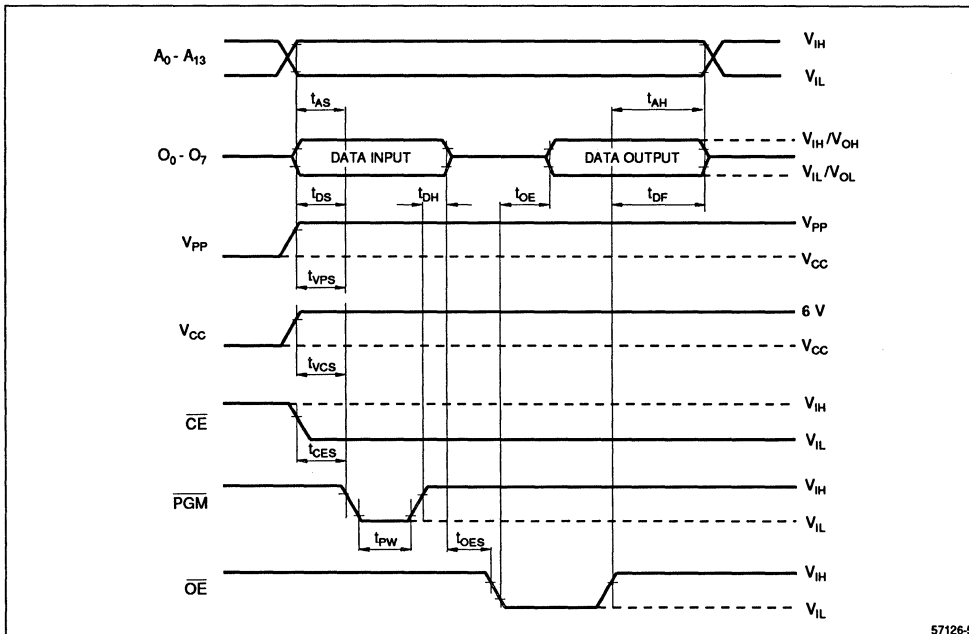 A0 - A13
VIH
VIL
tAS
tAH
O0 - O7
DATA INPUT
DATA OUTPUT
VIH/VOH
VIL/VOL
tDS
tDH
tOE
tDF
VPP
VPP
VCC
tVPS
VCC
6 V
VCC
tVCS
CE
VIH
VIL
tCES
PGM
VIH
VIL
tPW
tOES
OE
VIH
VIL